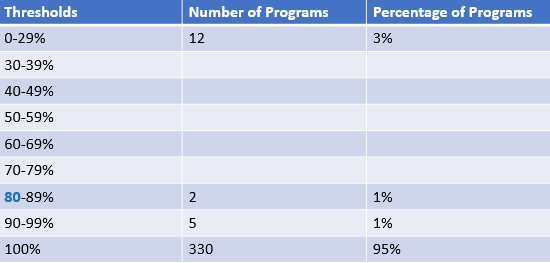 Thresholds Number of Programs Percentage of Programs
0-29% 12 3%
30-39%
40-49%
50-59%
60-69%
70-79%
80-89% 2 1%
90-99% 5 1%
100% 330 95%